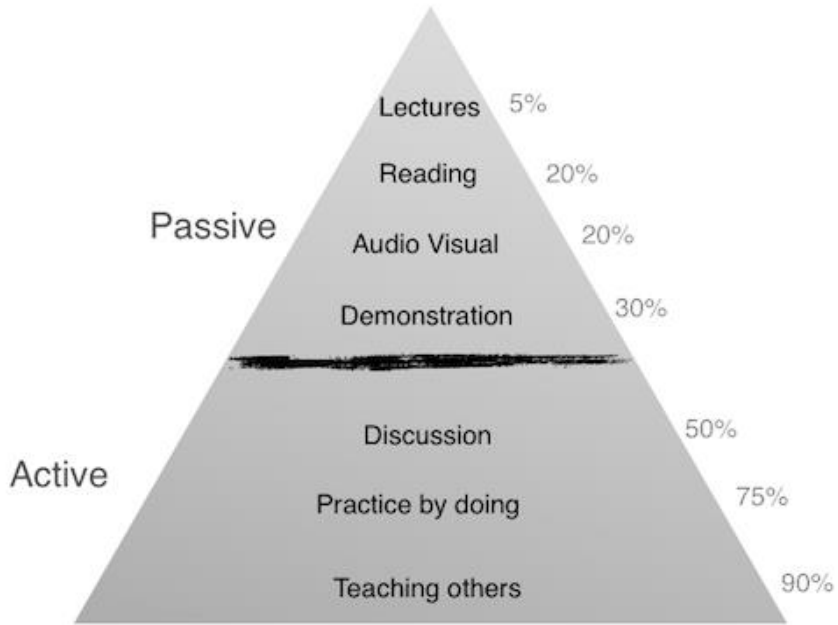 Lectures 5%
Reading 20%
Passive
Audio Visual 20%
Demonstration 30%
Discussion 50%
Active
Practice by doing 75%
Teaching others 90%